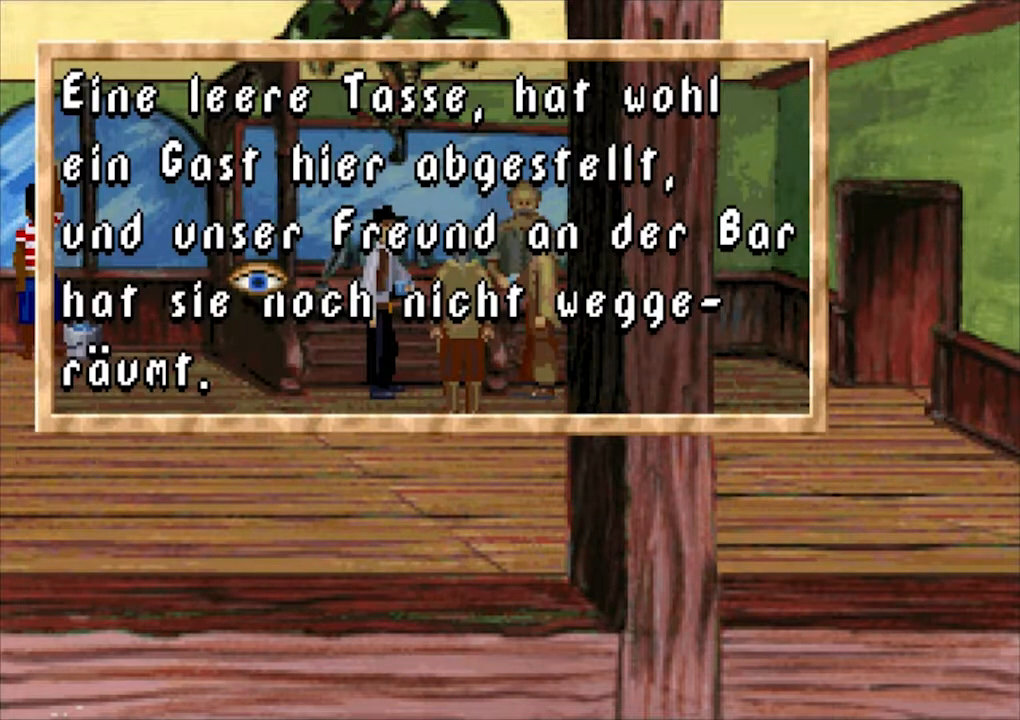 Eine leere Tasse, hat wohl
ein Gast hier abgestellt,
und unser Freund an der Bar
hat sie noch nicht wegge-
räumt.